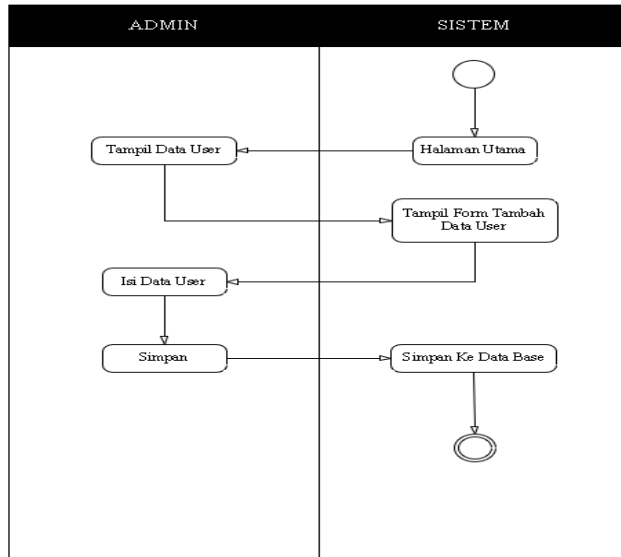 ADMIN
SISTEM
Tampil Data User
Halaman Utama
Tampil Form Tambah
Data User
Isi Data User
Simpan
Simpan Ke Data Base